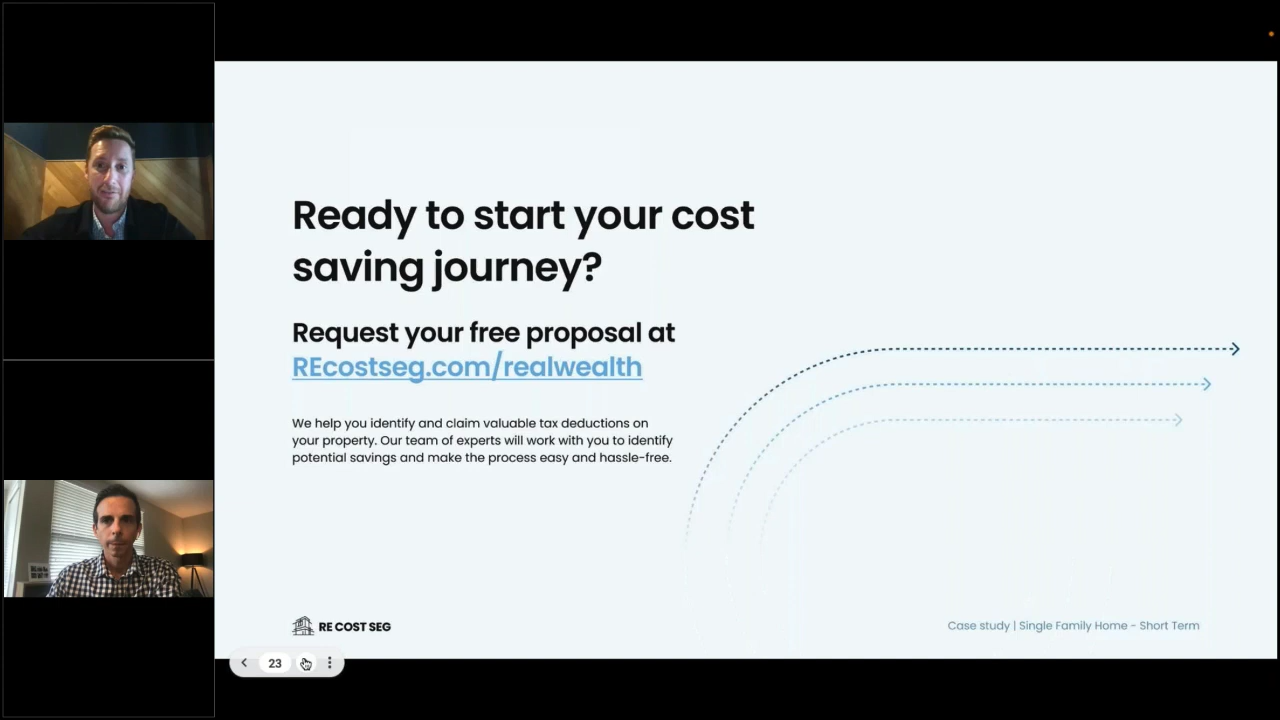 Ready to start your cost
saving journey?
Request your free proposal at
REcostseg.com/realwealth
We help you identify and claim valuable tax deductions on
your property. Our team of experts will work with you to identify
potential savings and make the process easy and hassle-free.
RE COST SEG
Case study | Single Family Home - Short Term
23